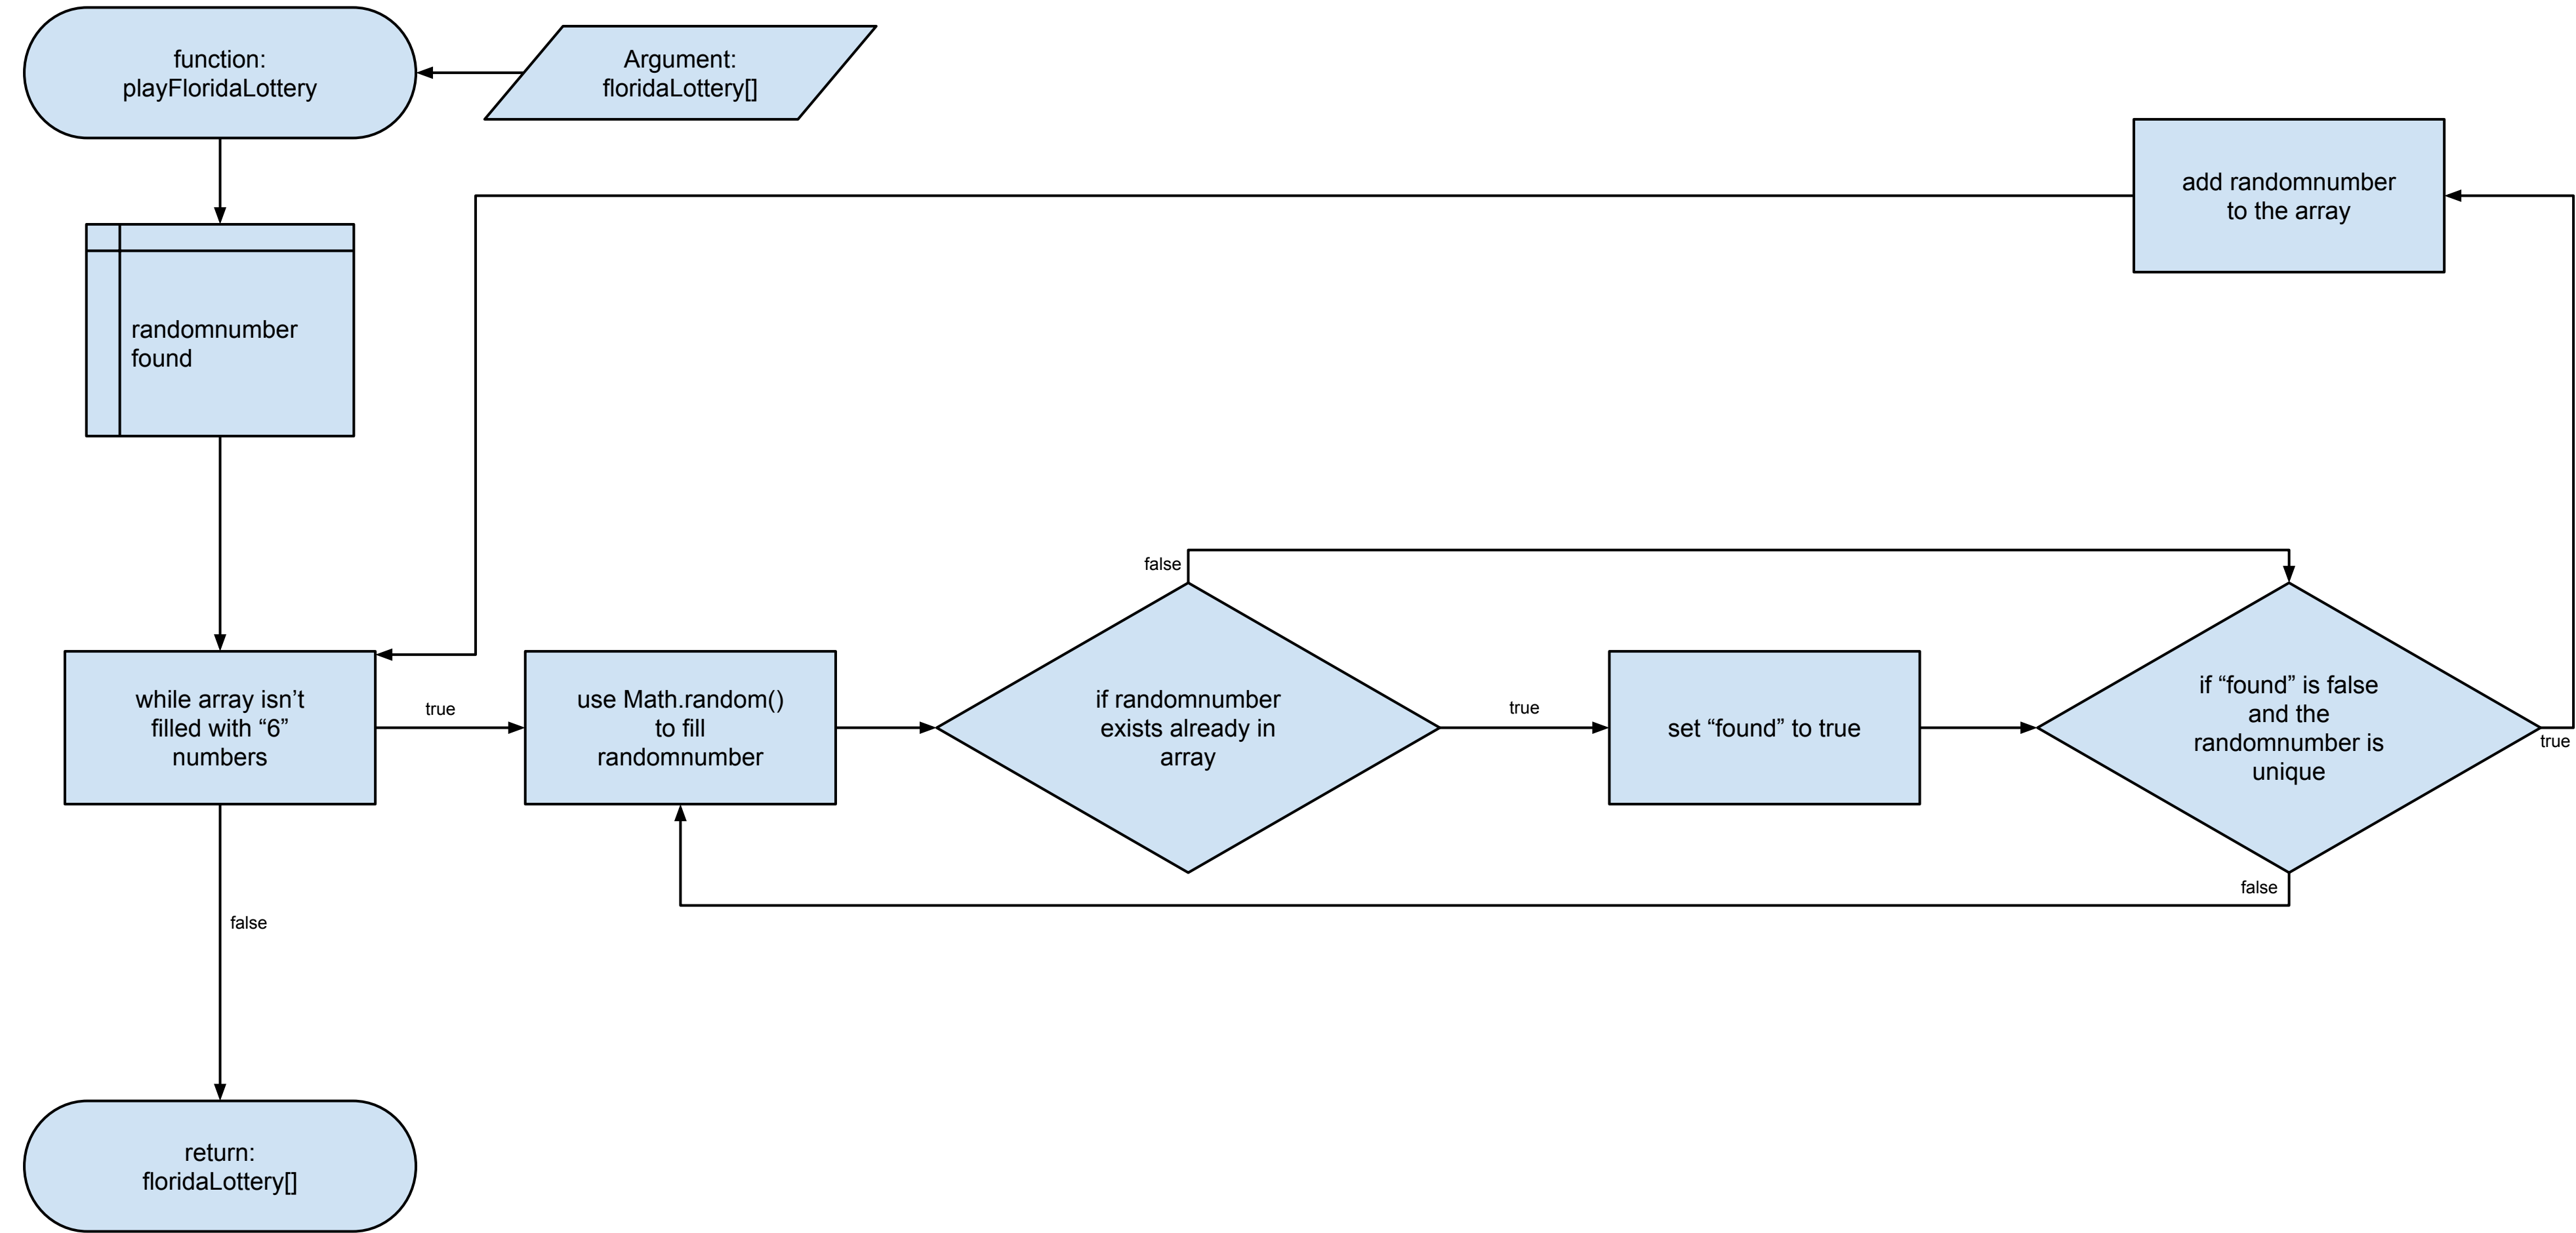 function:
playFloridaLottery
Argument:
floridaLottery[]
add randomnumber
to the array
randomnumber
found
while array isn’t
filled with “6”
numbers
true
use Math.random()
to fill
randomnumber
false
if randomnumber
exists already in
array
true
set “found” to true
if “found” is false
and the
randomnumber is
unique
true
false
false
return:
floridaLottery[]